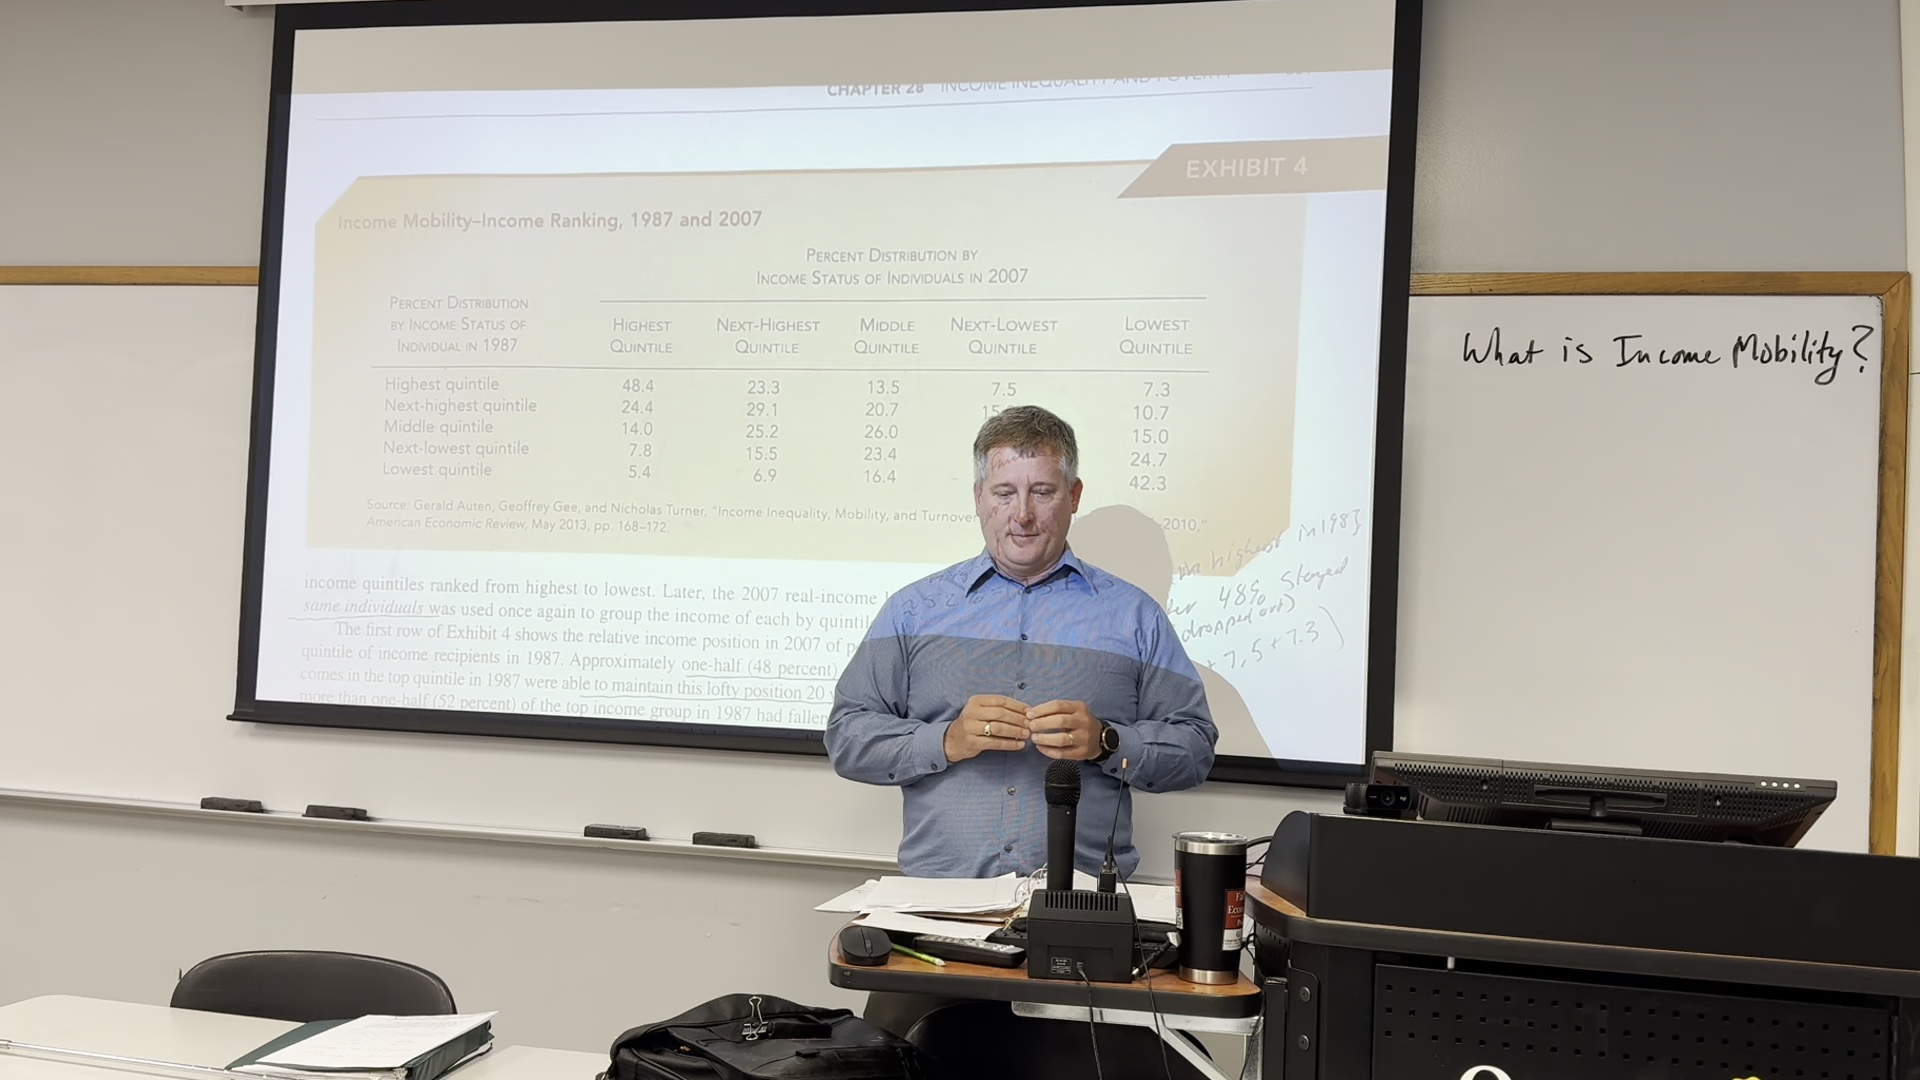 CHAPTER 28 INCOME INEQUALITY AND POVERTY
EXHIBIT 4
Income Mobility–Income Ranking, 1987 and 2007
PERCENT DISTRIBUTION BY
INCOME STATUS OF INDIVIDUALS IN 2007
PERCENT DISTRIBUTION
BY INCOME STATUS OF
INDIVIDUAL IN 1987
HIGHEST QUINTILE
NEXT-HIGHEST QUINTILE
MIDDLE QUINTILE
NEXT-LOWEST QUINTILE
LOWEST QUINTILE
Highest quintile 48.4 23.3 13.5 7.5 7.3
Next-highest quintile 24.4 29.1 20.7 15 10.7
Middle quintile 14.0 25.2 26.0 15.0
Next-lowest quintile 7.8 15.5 23.4 24.7
Lowest quintile 5.4 6.9 16.4 42.3
Source: Gerald Auten, Geoffrey Gee, and Nicholas Turner, "Income Inequality, Mobility, and Turnover 2010,"
American Economic Review, May 2013, pp. 168–172.
income quintiles ranked from highest to lowest. Later, the 2007 real-income
same individuals was used once again to group the income of each by quintil
The first row of Exhibit 4 shows the relative income position in 2007 of p
quintile of income recipients in 1987. Approximately one-half (48 percent)
comes in the top quintile in 1987 were able to maintain this lofty position 20
more than one-half (52 percent) of the top income group in 1987 had fallen
highest in 1987
48% stayed
dropped out)
+ 7.5 + 7.3)
What is Income Mobility?